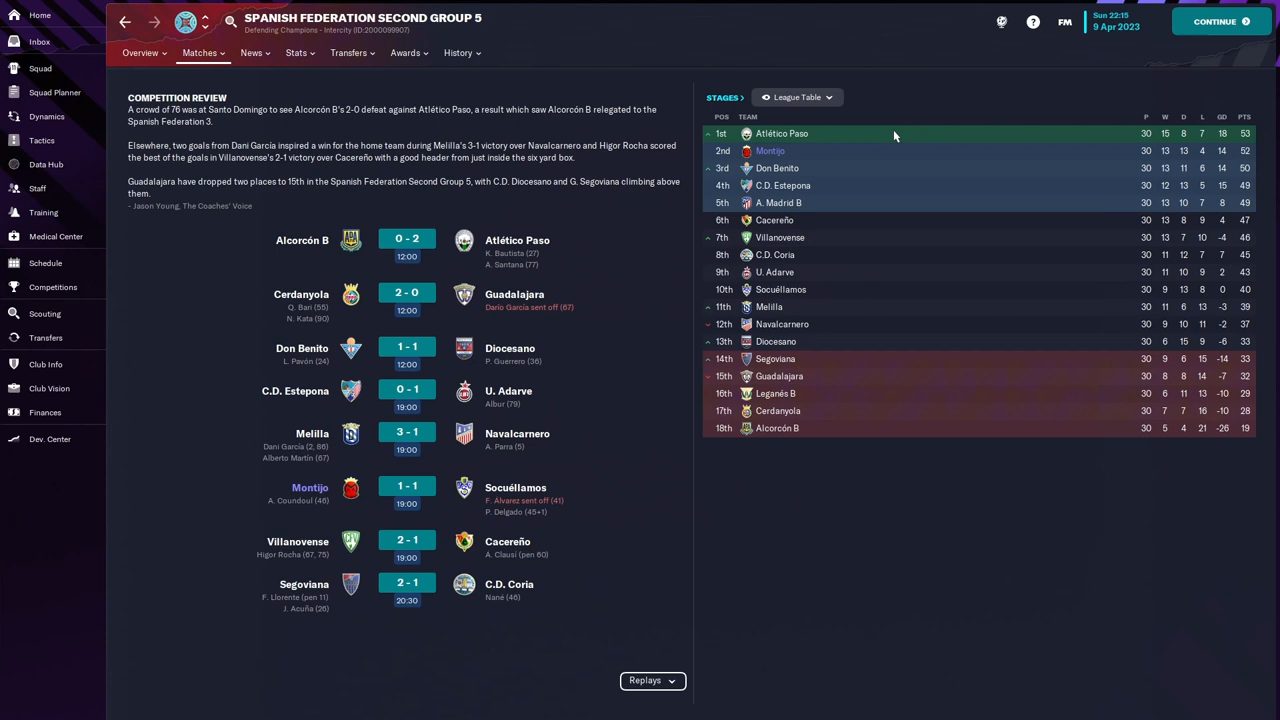 Home
Inbox
Squad
Squad Planner
Dynamics
Tactics
Data Hub
Staff
Training
Medical Center
Schedule
Competitions
Scouting
Transfers
Club Info
Club Vision
Finances
Dev. Center
SPANISH FEDERATION SECOND GROUP 5
Defending Champions - Intercity (ID:2000099907)
FM
Sun 22:15
9 Apr 2023
CONTINUE
Overview Matches News Stats Transfers Awards History
COMPETITION REVIEW
A crowd of 76 was at Santo Domingo to see Alcorcón B's 2-0 defeat against Atlético Paso, a result which saw Alcorcón B relegated to the
Spanish Federation 3.
Elsewhere, two goals from Dani García inspired a win for the home team during Melilla's 3-1 victory over Navalcarnero and Higor Rocha scored
the best of the goals in Villanovense's 2-1 victory over Cacereño with a good header from just inside the six yard box.
Guadalajara have dropped two places to 15th in the Spanish Federation Second Group 5, with C.D. Diocesano and G. Segoviana climbing above
them.
- Jason Young, The Coaches' Voice
Alcorcón B 0 - 2 Atlético Paso
12:00 K. Bautista (27)
A. Santana (77)
Cerdanyola 2 - 0 Guadalajara
Q. Bari (55) 12:00 Darío García sent off (67)
N. Kata (90)
Don Benito 1 - 1 Diocesano
L. Pavón (24) 12:00 P. Guerrero (36)
C.D. Estepona 0 - 1 U. Adarve
19:00 Albur (79)
Melilla 3 - 1 Navalcarnero
Dani García (2, 86) 19:00 A. Parra (5)
Alberto Martín (67)
Montijo 1 - 1 Socuéllamos
A. Coundoul (46) 19:00 F. Álvarez sent off (41)
P. Delgado (45+1)
Villanovense 2 - 1 Cacereño
Higor Rocha (67, 75) 19:00 Á. Clausí (pen 60)
Segoviana 2 - 1 C.D. Coria
F. Llorente (pen 11) 20:30 Nané (46)
J. Acuña (26)
Replays
STAGES League Table
POS TEAM P W D L GD PTS
1st Atlético Paso 30 15 8 7 18 53
2nd Montijo 30 13 13 4 14 52
3rd Don Benito 30 13 11 6 14 50
4th C.D. Estepona 30 12 13 5 15 49
5th A. Madrid B 30 13 10 7 8 49
6th Cacereño 30 13 8 9 4 47
7th Villanovense 30 13 7 10 -4 46
8th C.D. Coria 30 11 12 7 7 45
9th U. Adarve 30 11 10 9 2 43
10th Socuéllamos 30 9 13 8 0 40
11th Melilla 30 11 6 13 -3 39
12th Navalcarnero 30 9 10 11 -2 37
13th Diocesano 30 6 15 9 -6 33
14th Segoviana 30 9 6 15 -14 33
15th Guadalajara 30 8 8 14 -7 32
16th Leganés B 30 6 11 13 -10 29
17th Cerdanyola 30 7 7 16 -10 28
18th Alcorcón B 30 5 4 21 -26 19